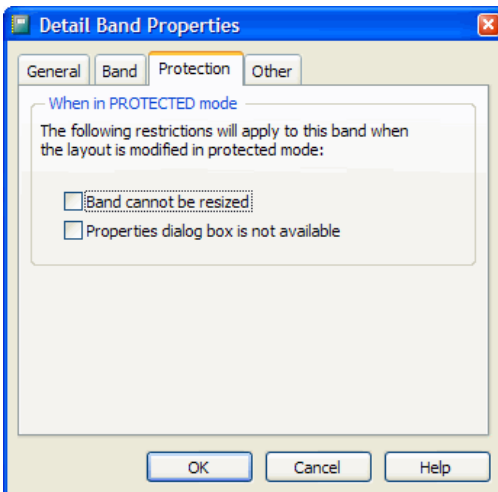 Detail Band Properties
General Band Protection Other
When in PROTECTED mode
The following restrictions will apply to this band when
the layout is modified in protected mode:
Band cannot be resized
Properties dialog box is not available
OK Cancel Help